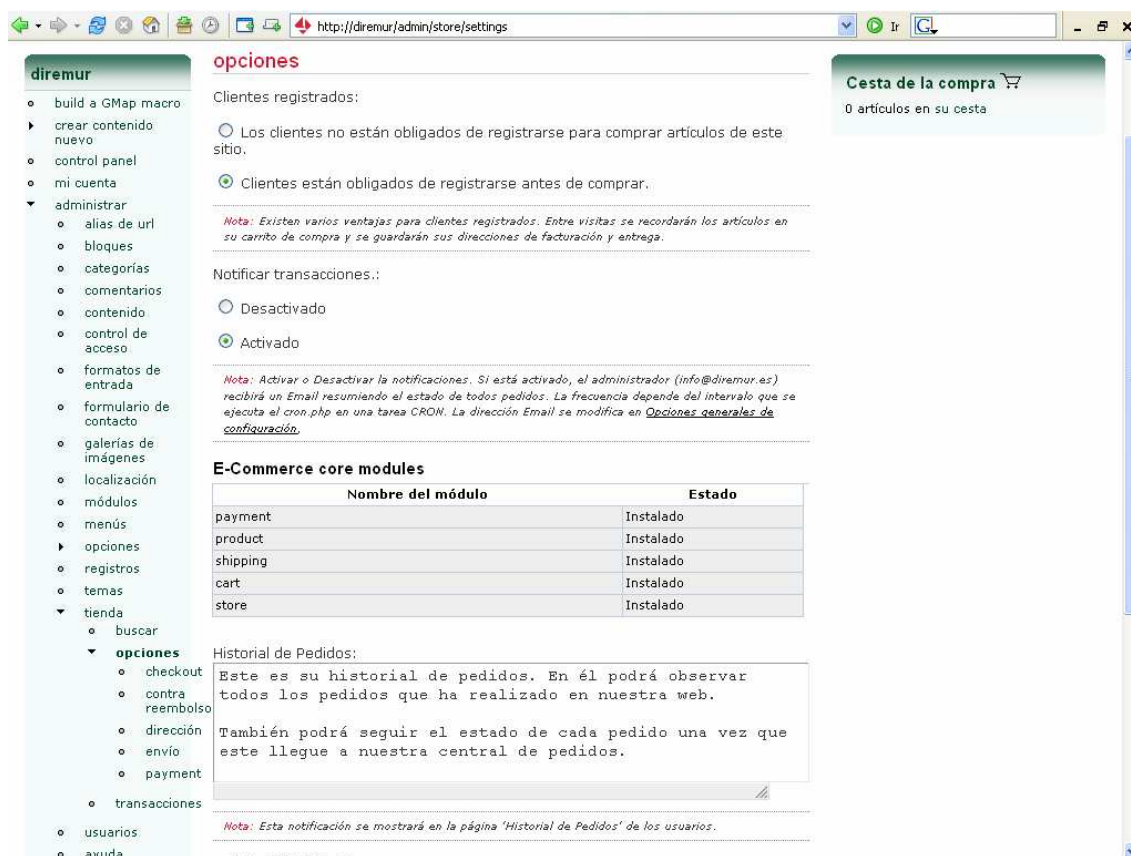 http://diremur/admin/store/settings
Ir
G
diremur
build a GMap macro
crear contenido
nuevo
control panel
mi cuenta
administrar
alias de url
bloques
categorías
comentarios
contenido
control de
acceso
formatos de
entrada
formulario de
contacto
galerías de
imágenes
localización
módulos
menús
opciones
registros
temas
tienda
buscar
opciones
checkout
contra
reembolso
dirección
envío
payment
transacciones
usuarios
ayuda
opciones
Clientes registrados:
Los clientes no están obligados de registrarse para comprar artículos de este
sitio.
Clientes están obligados de registrarse antes de comprar.
Nota: Existen varios ventajas para clientes registrados. Entre visitas se recordarán los artículos en
su carrito de compra y se guardarán sus direcciones de facturación y entrega.
Notificar transacciones.:
Desactivado
Activado
Nota: Activar o Desactivar la notificaciones. Si está activado, el administrador (info@diremur.es)
recibirá un Email resumiendo el estado de todos pedidos. La frecuencia depende del intervalo que se
ejecuta el cron.php en una tarea CRON. La dirección Email se modifica en Opciones generales de
configuración.
E-Commerce core modules
Nombre del módulo Estado
payment Instalado
product Instalado
shipping Instalado
cart Instalado
store Instalado
Historial de Pedidos:
Este es su historial de pedidos. En él podrá observar
todos los pedidos que ha realizado en nuestra web.
También podrá seguir el estado de cada pedido una vez que
este llegue a nuestra central de pedidos.
Nota: Esta notificación se mostrará en la página 'Historial de Pedidos' de los usuarios.
Cesta de la compra
0 artículos en su cesta